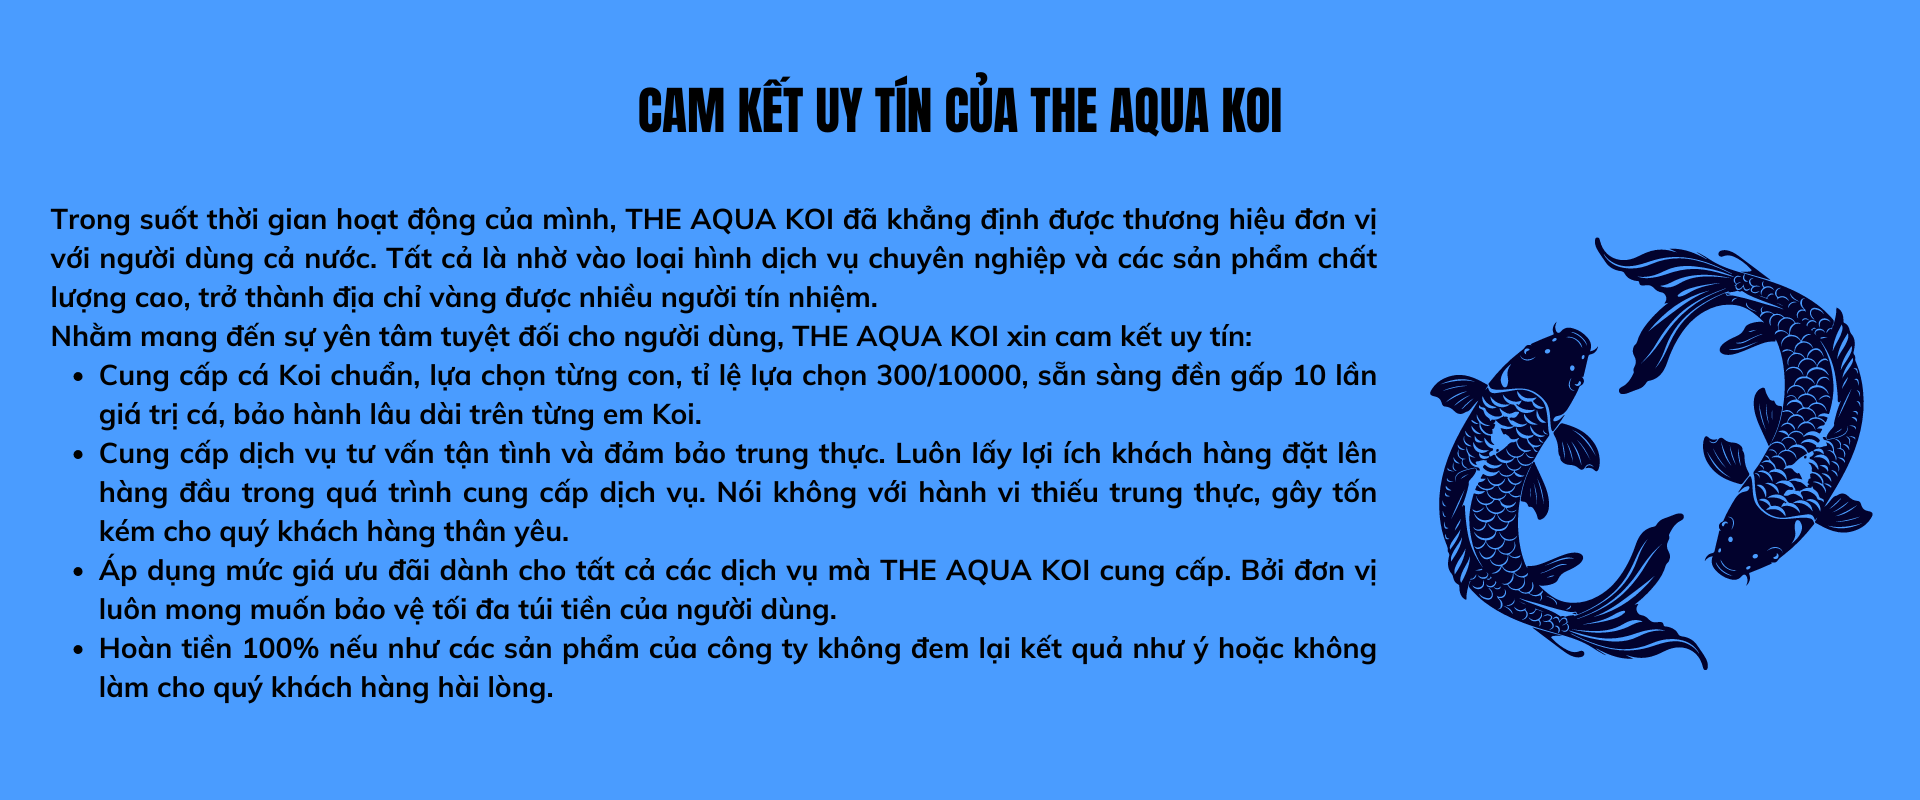 CAM KẾT UY TÍN CỦA THE AQUA KOI
Trong suốt thời gian hoạt động của mình, THE AQUA KOI đã khẳng định được thương hiệu đơn vị
với người dùng cả nước. Tất cả là nhờ vào loại hình dịch vụ chuyên nghiệp và các sản phẩm chất
lượng cao, trở thành địa chỉ vàng được nhiều người tín nhiệm.
Nhằm mang đến sự yên tâm tuyệt đối cho người dùng, THE AQUA KOI xin cam kết uy tín:
• Cung cấp cá Koi chuẩn, lựa chọn từng con, tỉ lệ lựa chọn 300/10000, sẵn sàng đền gấp 10 lần
giá trị cá, bảo hành lâu dài trên từng em Koi.
• Cung cấp dịch vụ tư vấn tận tình và đảm bảo trung thực. Luôn lấy lợi ích khách hàng đặt lên
hàng đầu trong quá trình cung cấp dịch vụ. Nói không với hành vi thiếu trung thực, gây tốn
kém cho quý khách hàng thân yêu.
• Áp dụng mức giá ưu đãi dành cho tất cả các dịch vụ mà THE AQUA KOI cung cấp. Bởi đơn vị
luôn mong muốn bảo vệ tối đa túi tiền của người dùng.
• Hoàn tiền 100% nếu như các sản phẩm của công ty không đem lại kết quả như ý hoặc không
làm cho quý khách hàng hài lòng.